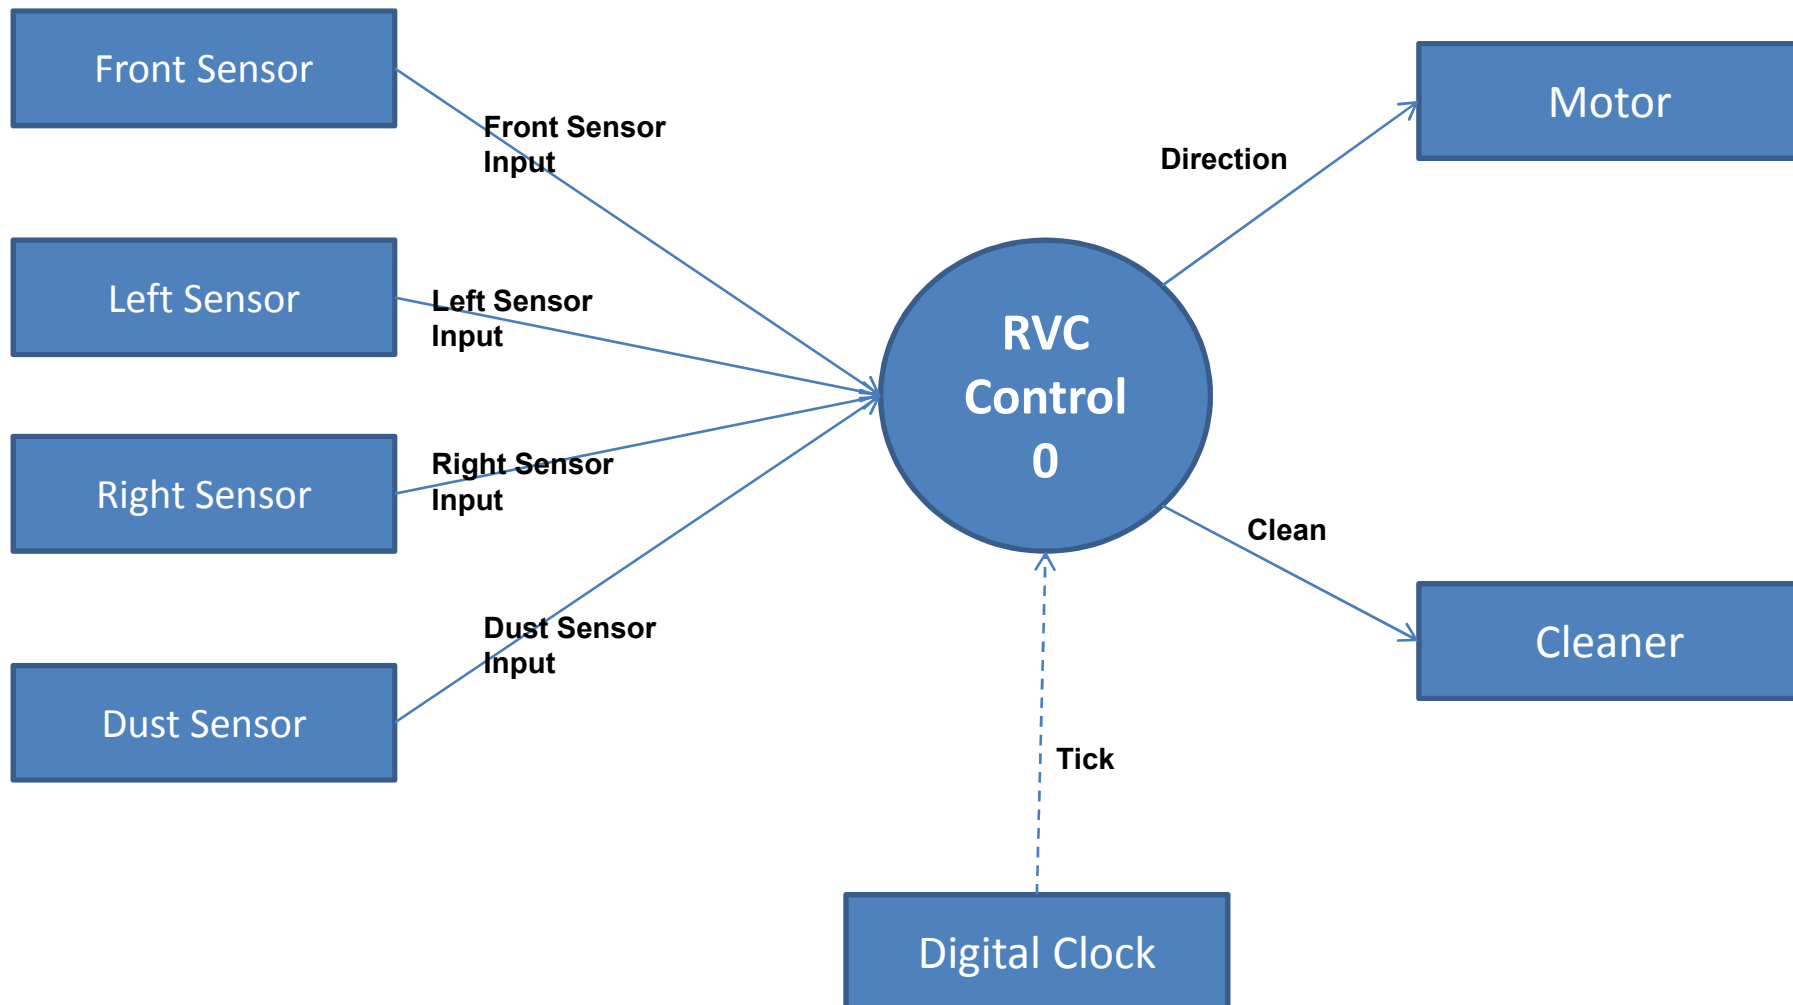 Front Sensor
Front Sensor
Input
Left Sensor
Left Sensor
Input
Right Sensor
Right Sensor
Input
Dust Sensor
Dust Sensor
Input
RVC
Control
0
Direction
Motor
Clean
Cleaner
Tick
Digital Clock